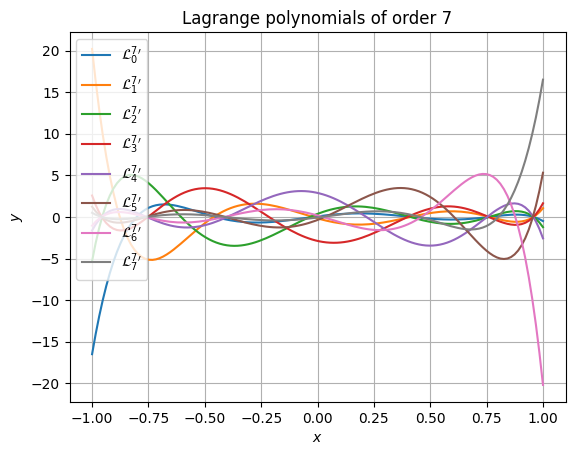 Lagrange polynomials of order 7
20
15
10
5
0
−5
−10
−15
−20
y
ℒ₀⁷′
ℒ₁⁷′
ℒ₂⁷′
ℒ₃⁷′
ℒ₄⁷′
ℒ₅⁷′
ℒ₆⁷′
ℒ₇⁷′
−1.00 −0.75 −0.50 −0.25 0.00 0.25 0.50 0.75 1.00
x